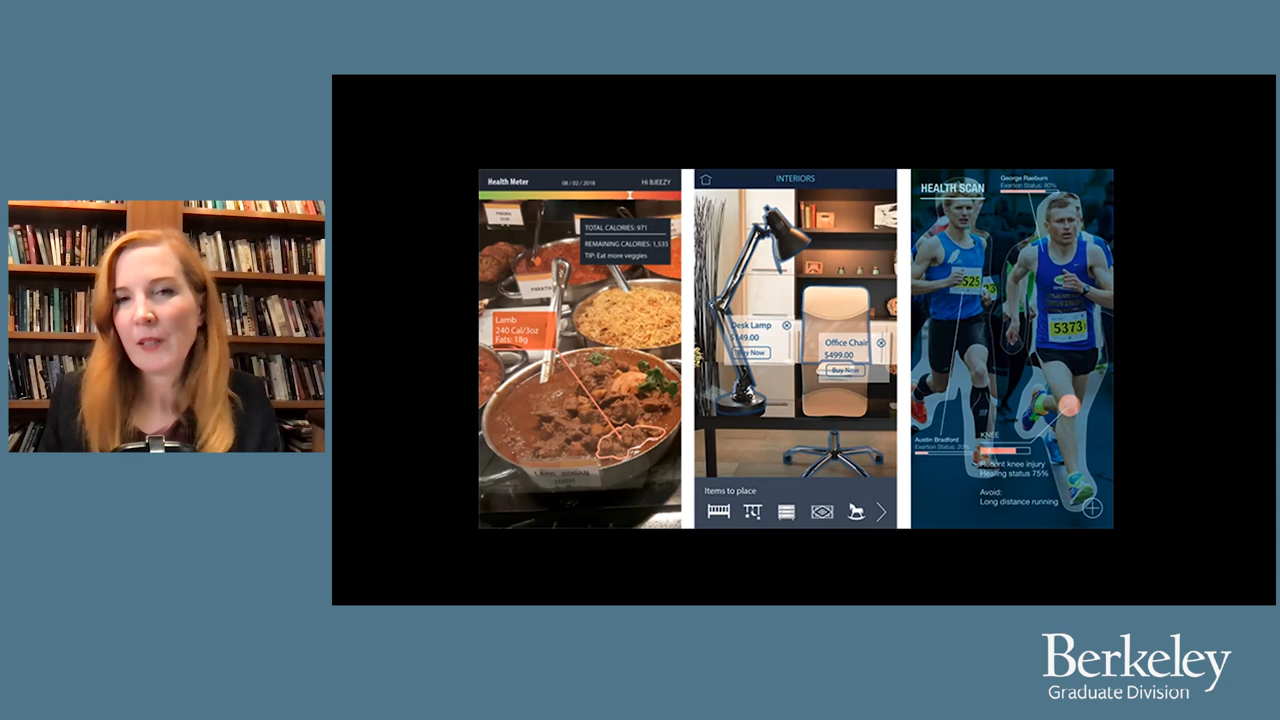 Health Meter
08 / 02 / 2018
Hi BJEEZY
TOTAL CALORIES: 971
REMAINING CALORIES: 1,535
TIP: Eat more veggies
Lamb
240 Cal/3oz
Fats: 18g
INTERIORS
Desk Lamp
$149.00
Buy Now
Office Chair
$499.00
Buy Now
Items to place
HEALTH SCAN
George Raeburn
Exertion Status: 80%
525
5373
Austin Bradford
Exertion Status: 20%
KNEE
Recent knee injury
Healing status 75%
Avoid:
Long distance running
Berkeley
Graduate Division